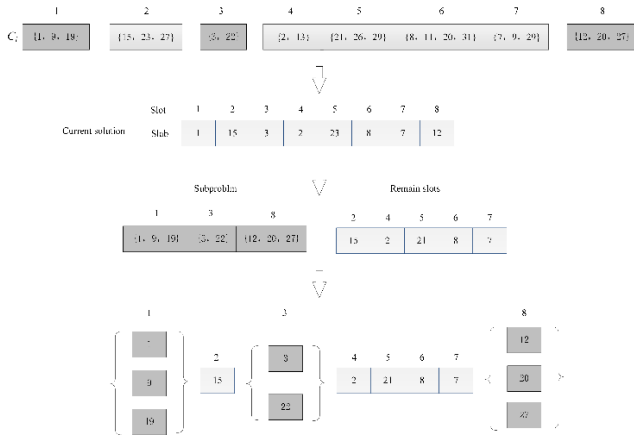 1 2 3 4 5 6 7 8
C_i {1, 9, 19} {15, 23, 27} {3, 22} {2, 13} {21, 26, 29} {8, 11, 20, 31} {7, 9, 29} {12, 20, 27}
Slot 1 2 3 4 5 6 7 8
Current solution Slab 1 15 3 2 23 8 7 12
Subproblm Remain slots
1 3 8 2 4 5 6 7
{1, 9, 19} {3, 22} {12, 20, 27} 15 2 21 8 7
1 3 8
12
2 3 4 5 6 7
9 15 2 21 8 7 20
22
19 27